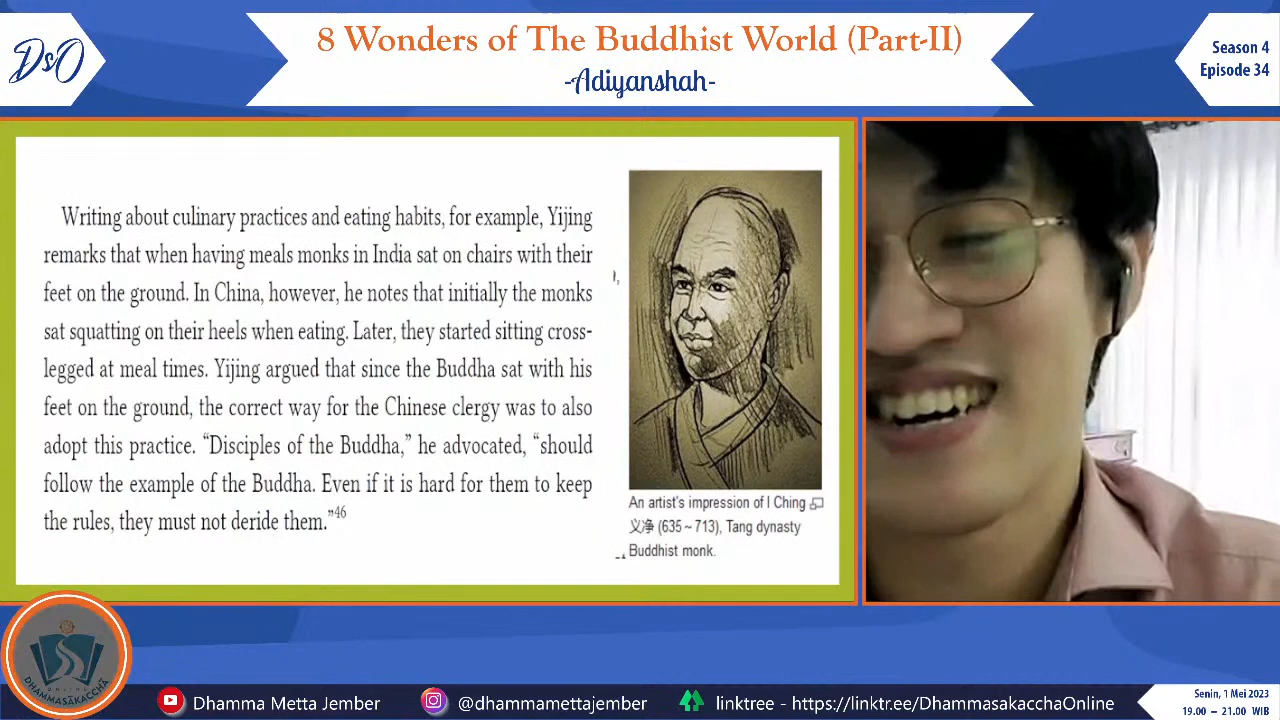 DsO
8 Wonders of The Buddhist World (Part-II)
-Adiyanshah-
Season 4
Episode 34
Writing about culinary practices and eating habits, for example, Yijing
remarks that when having meals monks in India sat on chairs with their
feet on the ground. In China, however, he notes that initially the monks
sat squatting on their heels when eating. Later, they started sitting cross-
legged at meal times. Yijing argued that since the Buddha sat with his
feet on the ground, the correct way for the Chinese clergy was to also
adopt this practice. “Disciples of the Buddha,” he advocated, “should
follow the example of the Buddha. Even if it is hard for them to keep
the rules, they must not deride them.”46
An artist's impression of I Ching
义净 (635~713), Tang dynasty
Buddhist monk.
ONLINE
DHAMMASĀKACCHĀ
Dhamma Metta Jember
@dhammamettajember
linktree - https://linktr.ee/DhammasakacchaOnline
Senin, 1 Mei 2023
19.00 – 21.00 WIB